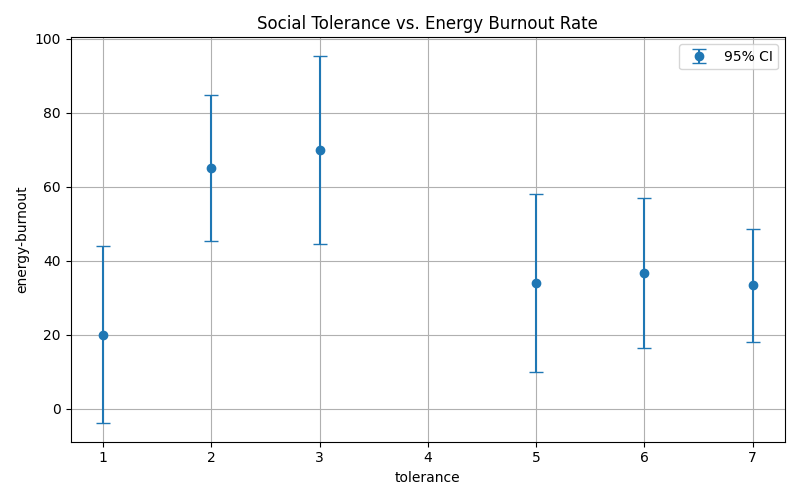 Social Tolerance vs. Energy Burnout Rate
95% CI
100
80
60
40
20
0
energy-burnout
1 2 3 4 5 6 7
tolerance